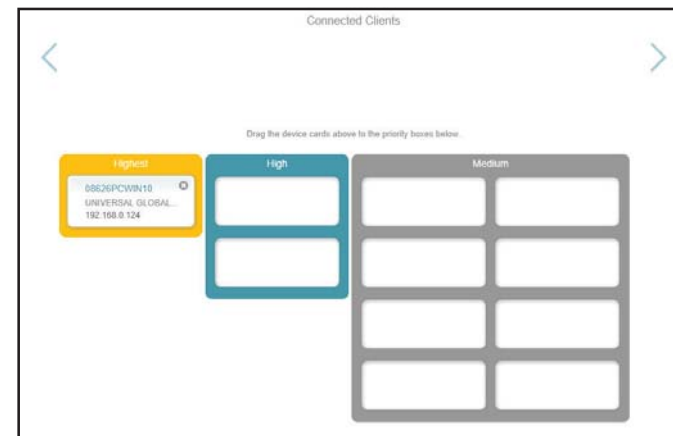 Connected Clients
Drag the device cards above to the priority boxes below.
Highest
High
Medium
08626PCWIN10
UNIVERSAL GLOBAL...
192.168.0.124